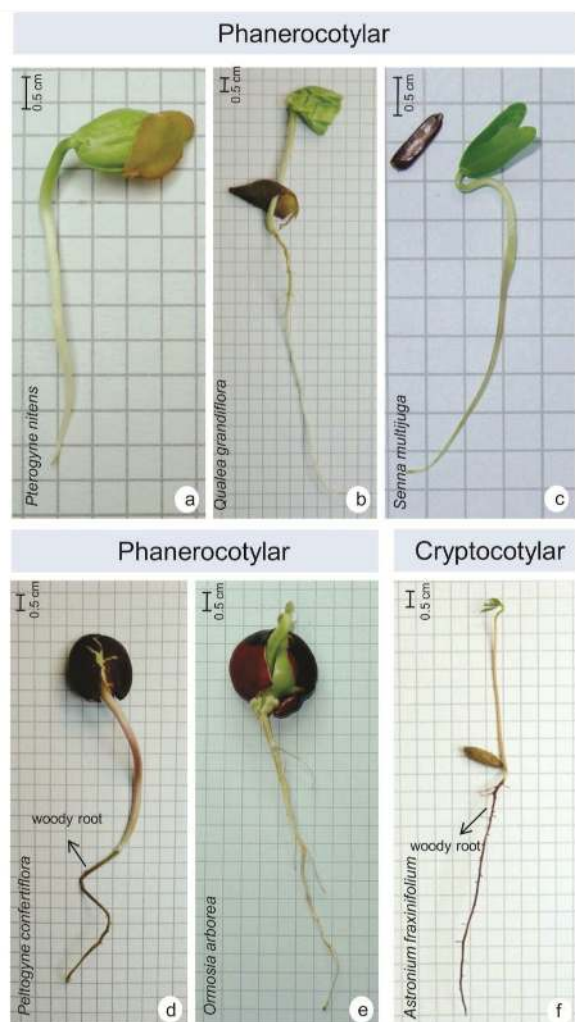 Phanerocotylar
0.5 cm
Pterogyne nitens
a
0.5 cm
Qualea grandiflora
b
0.5 cm
Senna multijuga
c
Phanerocotylar
Cryptocotylar
0.5 cm
woody root
Peltogyne confertiflora
d
0.5 cm
Ormosia arborea
e
0.5 cm
woody root
Astronium fraxinifolium
f